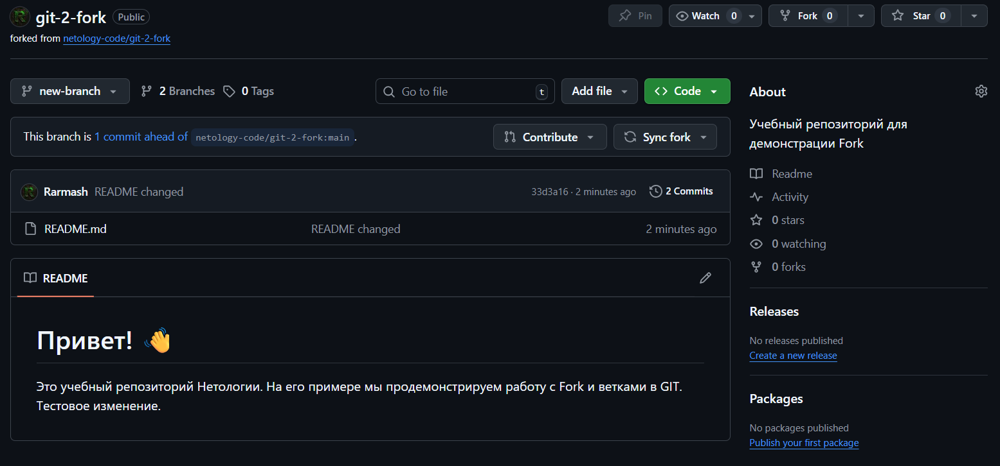 git-2-fork Public Pin Watch 0 Fork 0 Star 0
forked from netology-code/git-2-fork
new-branch 2 Branches 0 Tags Go to file t Add file Code
This branch is 1 commit ahead of netology-code/git-2-fork:main . Contribute Sync fork
Rarmash README changed 33d3a16 · 2 minutes ago 2 Commits
README.md README changed 2 minutes ago
README
Привет! 👋
Это учебный репозиторий Нетологии. На его примере мы продемонстрируем работу с Fork и ветками в GIT.
Тестовое изменение.
About
Учебный репозиторий для
демонстрации Fork
Readme
Activity
0 stars
0 watching
0 forks
Releases
No releases published
Create a new release
Packages
No packages published
Publish your first package